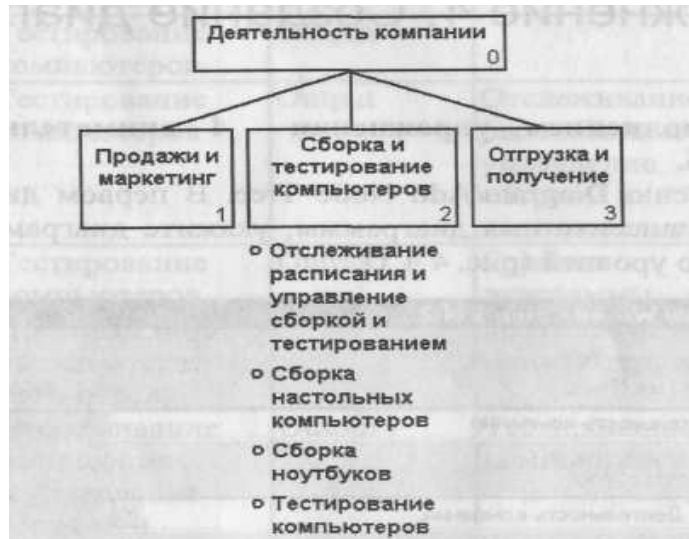 Деятельность компании
0
Продажи и
маркетинг
1
Сборка и
тестирование
компьютеров
2
Отгрузка и
получение
3
Отслеживание
расписания и
управление
сборкой и
тестированием
Сборка
настольных
компьютеров
Сборка
ноутбуков
Тестирование
компьютеров